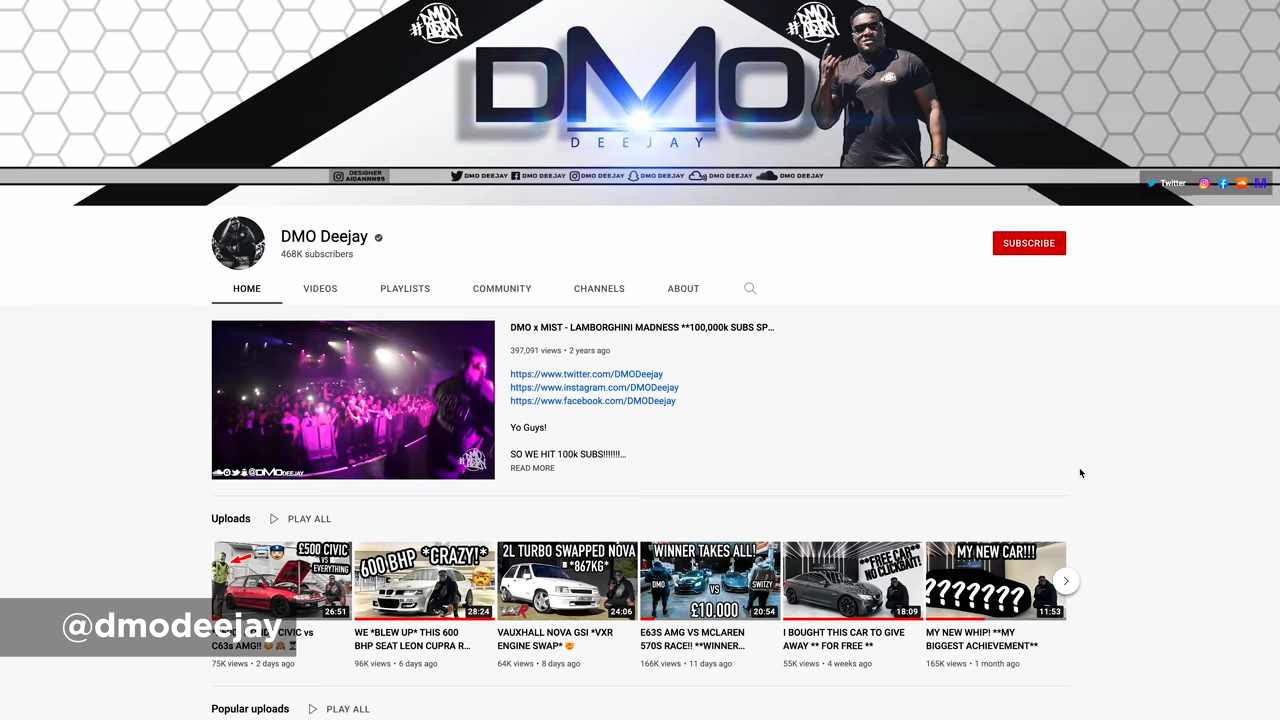 #DMO ARMY
#DMO ARMY
DMO
DEEJAY
DESIGNER AIDANNN95
DMO DEEJAY DMO DEEJAY DMO DEEJAY DMO DEEJAY DMO DEEJAY DMO DEEJAY
Twitter
DMO Deejay
468K subscribers
SUBSCRIBE
HOME VIDEOS PLAYLISTS COMMUNITY CHANNELS ABOUT
DMO x MIST - LAMBORGHINI MADNESS **100,000k SUBS SP...
397,091 views • 2 years ago
https://www.twitter.com/DMODeejay
https://www.instagram.com/DMODeejay
https://www.facebook.com/DMODeejay
Yo Guys!
SO WE HIT 100k SUBS!!!!!!!...
READ MORE
@DMODEEJAY
Uploads PLAY ALL
£500 CIVIC
VS
EVERYTHING
26:51
600 BHP *CRAZY!*
28:24
2L TURBO SWAPPED NOVA
*867KG*
24:06
WINNER TAKES ALL!
DMO VS SWITZY
£10,000
20:54
**FREE CAR**
NO CLICKBAIT!
18:09
MY NEW CAR!!!
???????
11:53
CIVIC vs
C63s AMG!!
75K views • 2 days ago
WE *BLEW UP* THIS 600
BHP SEAT LEON CUPRA R...
96K views • 6 days ago
VAUXHALL NOVA GSI *VXR
ENGINE SWAP*
64K views • 8 days ago
E63S AMG VS MCLAREN
570S RACE!! **WINNER...
166K views • 11 days ago
I BOUGHT THIS CAR TO GIVE
AWAY ** FOR FREE **
55K views • 4 weeks ago
MY NEW WHIP! **MY
BIGGEST ACHIEVEMENT**
165K views • 1 month ago
@dmodeejay
Popular uploads PLAY ALL